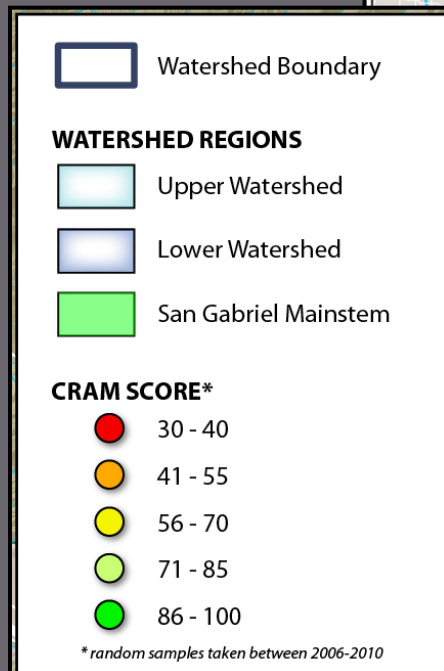 Watershed Boundary
WATERSHED REGIONS
Upper Watershed
Lower Watershed
San Gabriel Mainstem
CRAM SCORE*
30 - 40
41 - 55
56 - 70
71 - 85
86 - 100
* random samples taken between 2006-2010